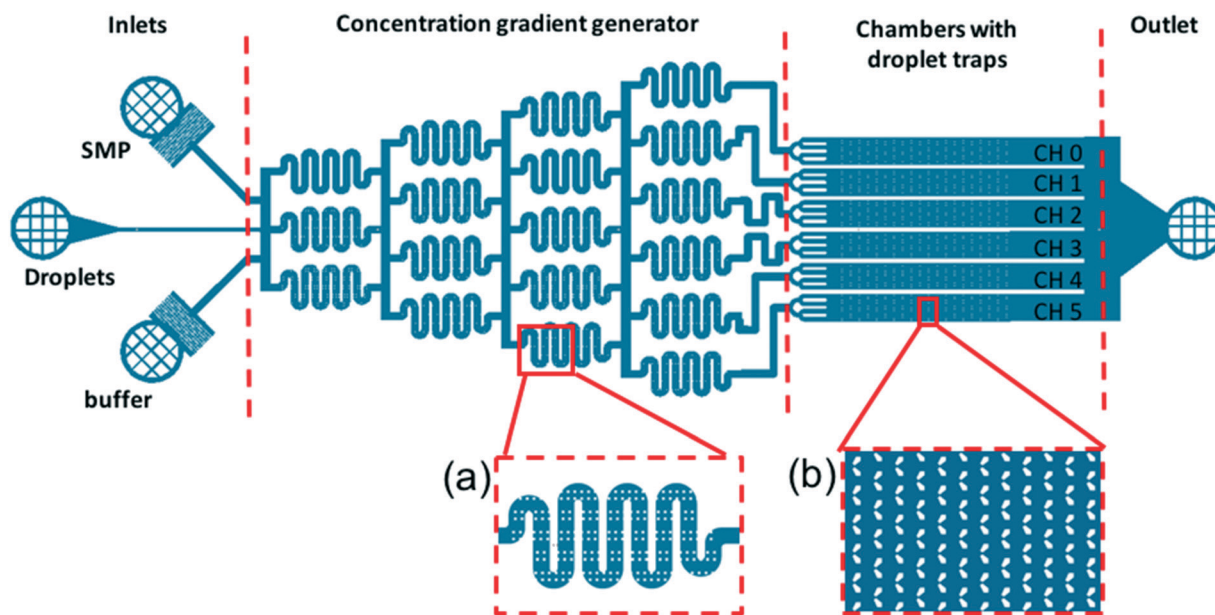 Inlets
Concentration gradient generator
Chambers with
droplet traps
Outlet
SMP
Droplets
buffer
CH 0
CH 1
CH 2
CH 3
CH 4
CH 5
(a)
(b)